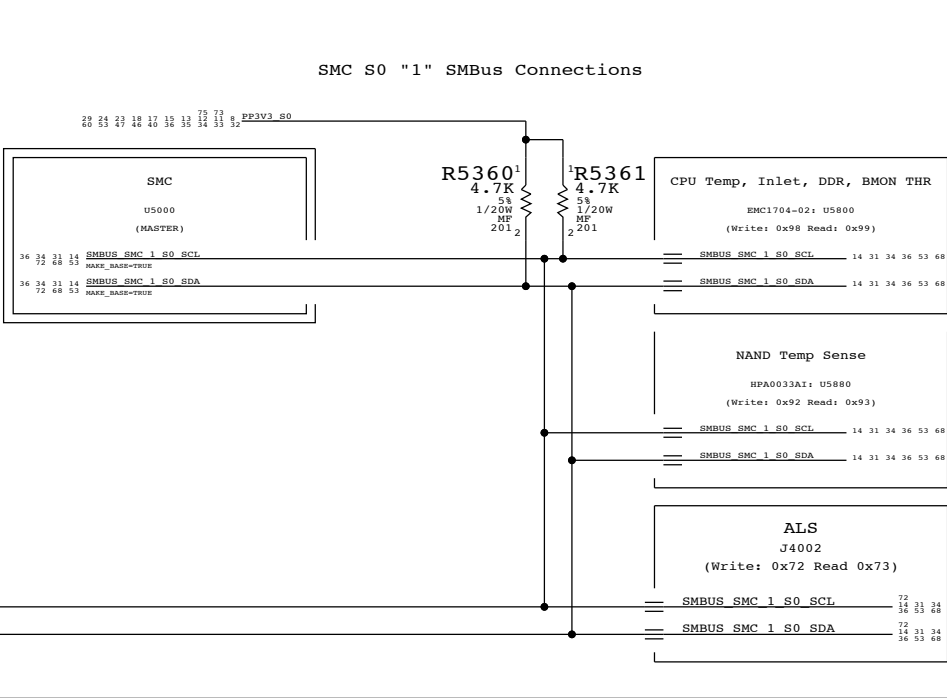 SMC S0 "1" SMBus Connections
75 73
29 24 23 18 17 15 13 12 11 8 PP3V3_S0
60 53 47 46 40 36 35 34 33 32
SMC
U5000
(MASTER)
36 34 31 14 SMBUS_SMC_1_S0_SCL
72 68 53 MAKE_BASE=TRUE
36 34 31 14 SMBUS_SMC_1_S0_SDA
72 68 53 MAKE_BASE=TRUE
R5360 1
4.7K
5%
1/20W
MF
201 2
1 R5361
4.7K
5%
1/20W
MF
2 201
CPU Temp, Inlet, DDR, BMON THR
EMC1704-02: U5800
(Write: 0x98 Read: 0x99)
SMBUS_SMC_1_S0_SCL 14 31 34 36 53 68
SMBUS_SMC_1_S0_SDA 14 31 34 36 53 68
NAND Temp Sense
HPA0033AI: U5880
(Write: 0x92 Read: 0x93)
SMBUS_SMC_1_S0_SCL 14 31 34 36 53 68
SMBUS_SMC_1_S0_SDA 14 31 34 36 53 68
ALS
J4002
(Write: 0x72 Read 0x73)
72
SMBUS_SMC_1_S0_SCL 14 31 34
36 53 68
72
SMBUS_SMC_1_S0_SDA 14 31 34
36 53 68